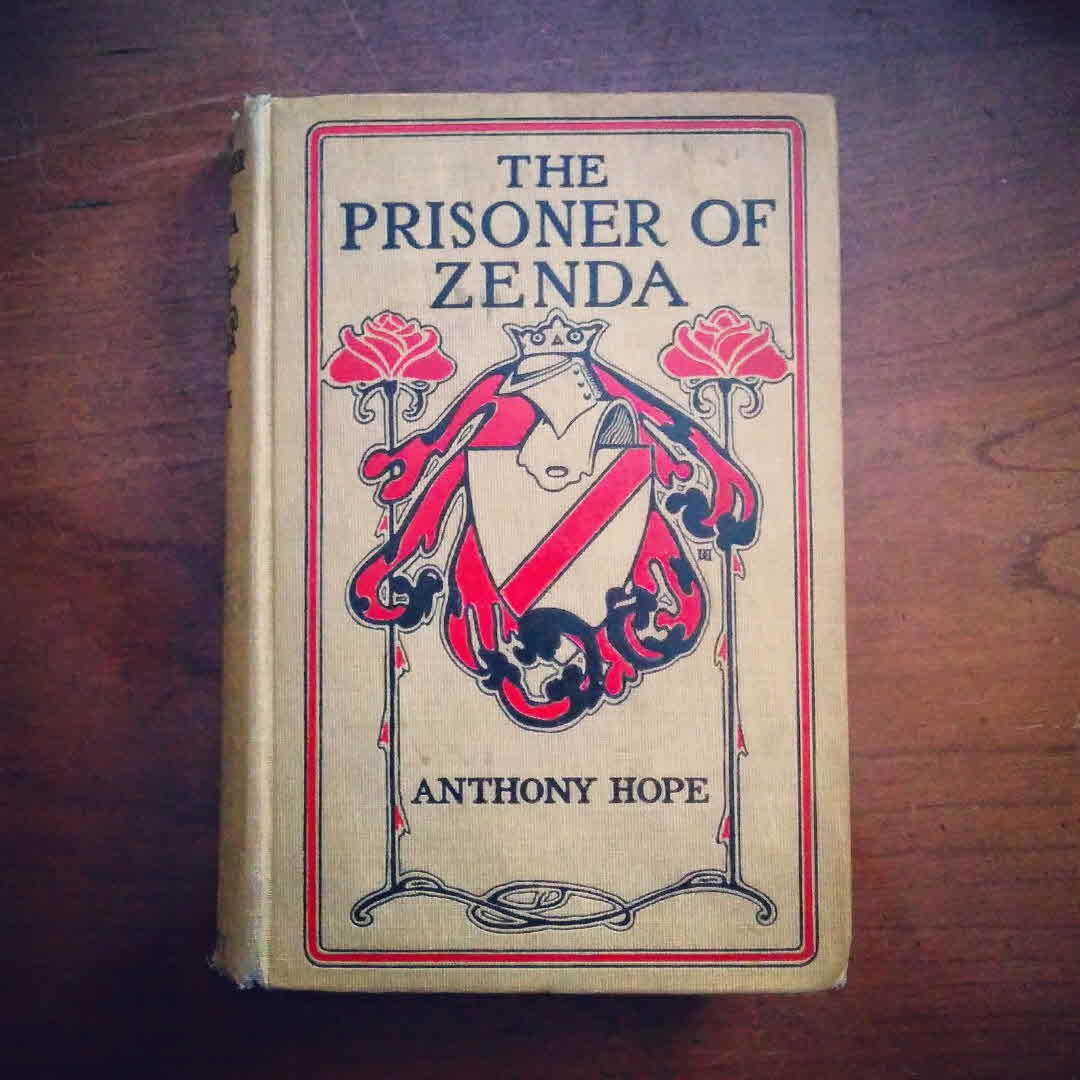 THE
PRISONER OF
ZENDA
ANTHONY HOPE